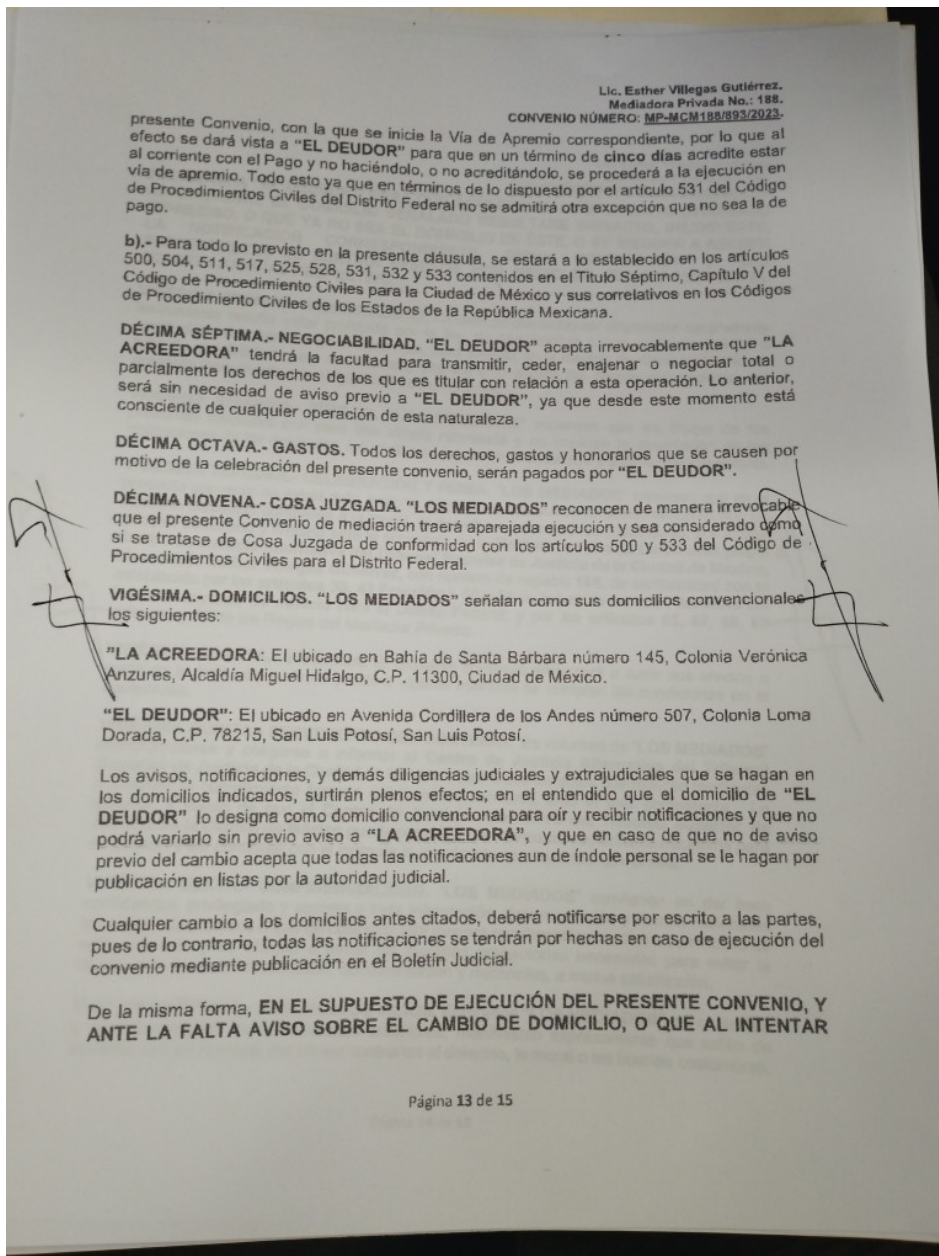 Lic. Esther Villegas Gutiérrez.
Mediadora Privada No.: 188.
CONVENIO NÚMERO: MP-MCM188/893/2023.
presente Convenio, con la que se inicie la Vía de Apremio correspondiente, por lo que al
efecto se dará vista a “EL DEUDOR” para que en un término de cinco días acredite estar
al corriente con el Pago y no haciéndolo, o no acreditándolo, se procederá a la ejecución en
vía de apremio. Todo esto ya que en términos de lo dispuesto por el artículo 531 del Código
de Procedimientos Civiles del Distrito Federal no se admitirá otra excepción que no sea la de
pago.
b).- Para todo lo previsto en la presente cláusula, se estará a lo establecido en los artículos
500, 504, 511, 517, 525, 528, 531, 532 y 533 contenidos en el Titulo Séptimo, Capítulo V del
Código de Procedimiento Civiles para la Ciudad de México y sus correlativos en los Códigos
de Procedimiento Civiles de los Estados de la República Mexicana.
DÉCIMA SÉPTIMA.- NEGOCIABILIDAD. “EL DEUDOR” acepta irrevocablemente que “LA
ACREEDORA” tendrá la facultad para transmitir, ceder, enajenar o negociar total o
parcialmente los derechos de los que es titular con relación a esta operación. Lo anterior,
será sin necesidad de aviso previo a “EL DEUDOR”, ya que desde este momento está
consciente de cualquier operación de esta naturaleza.
DÉCIMA OCTAVA.- GASTOS. Todos los derechos, gastos y honorarios que se causen por
motivo de la celebración del presente convenio, serán pagados por “EL DEUDOR”.
DÉCIMA NOVENA.- COSA JUZGADA. “LOS MEDIADOS” reconocen de manera irrevocable
que el presente Convenio de mediación traerá aparejada ejecución y sea considerado como
si se tratase de Cosa Juzgada de conformidad con los artículos 500 y 533 del Código de
Procedimientos Civiles para el Distrito Federal.
VIGÉSIMA.- DOMICILIOS. “LOS MEDIADOS” señalan como sus domicilios convencionales
los siguientes:
"LA ACREEDORA: El ubicado en Bahía de Santa Bárbara número 145, Colonia Verónica
Anzures, Alcaldía Miguel Hidalgo, C.P. 11300, Ciudad de México.
“EL DEUDOR”: El ubicado en Avenida Cordillera de los Andes número 507, Colonia Loma
Dorada, C.P. 78215, San Luis Potosí, San Luis Potosí.
Los avisos, notificaciones, y demás diligencias judiciales y extrajudiciales que se hagan en
los domicilios indicados, surtirán plenos efectos; en el entendido que el domicilio de “EL
DEUDOR” lo designa como domicilio convencional para oír y recibir notificaciones y que no
podrá variarlo sin previo aviso a “LA ACREEDORA”, y que en caso de que no de aviso
previo del cambio acepta que todas las notificaciones aun de índole personal se le hagan por
publicación en listas por la autoridad judicial.
Cualquier cambio a los domicilios antes citados, deberá notificarse por escrito a las partes,
pues de lo contrario, todas las notificaciones se tendrán por hechas en caso de ejecución del
convenio mediante publicación en el Boletín Judicial.
De la misma forma, EN EL SUPUESTO DE EJECUCIÓN DEL PRESENTE CONVENIO, Y
ANTE LA FALTA AVISO SOBRE EL CAMBIO DE DOMICILIO, O QUE AL INTENTAR
Página 13 de 15